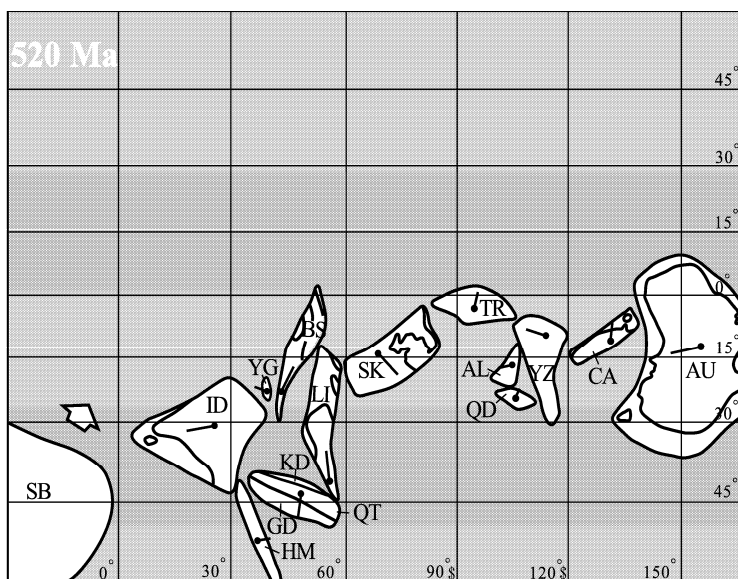 520 Ma
45°
30°
15°
0°
BS
TR
15°
YG
SK
AL
YZ
CA
AU
LI
ID
QD
30°
KD
SB
45°
GD
QT
HM
0° 30° 60° 90$° 120$° 150°